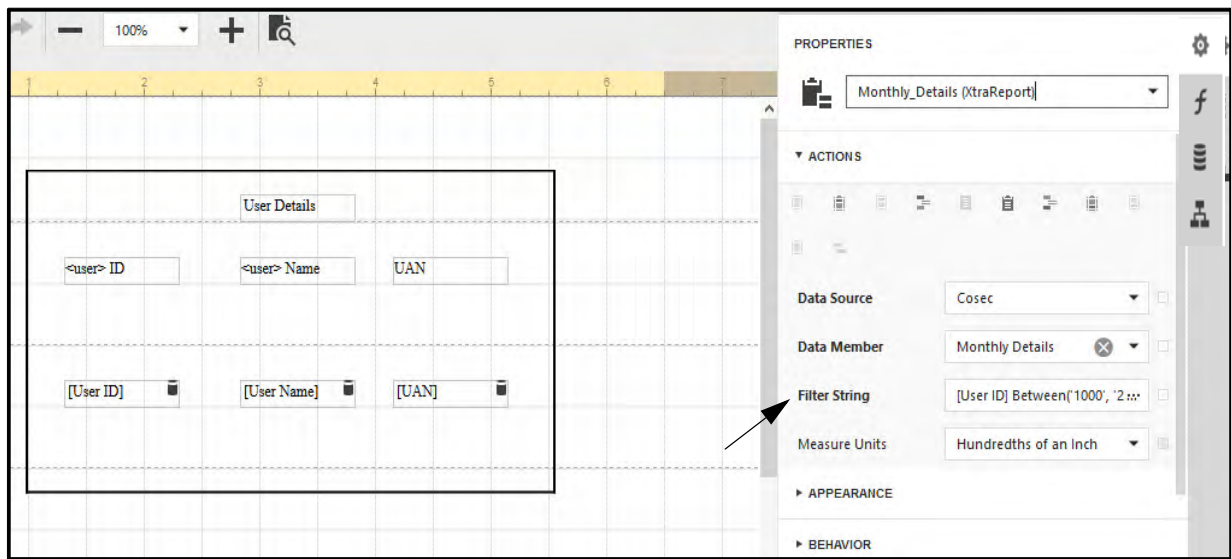 100%
1 2 3 4 5 6 7
User Details
<user> ID <user> Name UAN
[User ID] [User Name] [UAN]
PROPERTIES
Monthly_Details (XtraReport)
ACTIONS
Data Source Cosec
Data Member Monthly Details
Filter String [User ID] Between('1000', '2...
Measure Units Hundredths of an Inch
APPEARANCE
BEHAVIOR
f